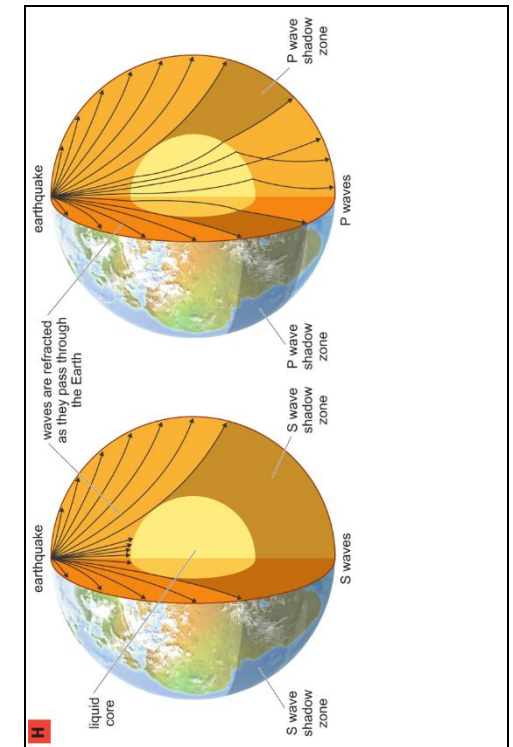 H
earthquake
waves are refracted
as they pass through
the Earth
earthquake
liquid
core
S wave
shadow
zone
S waves
S wave
shadow
zone
P wave
shadow
zone
P waves
P wave
shadow
zone